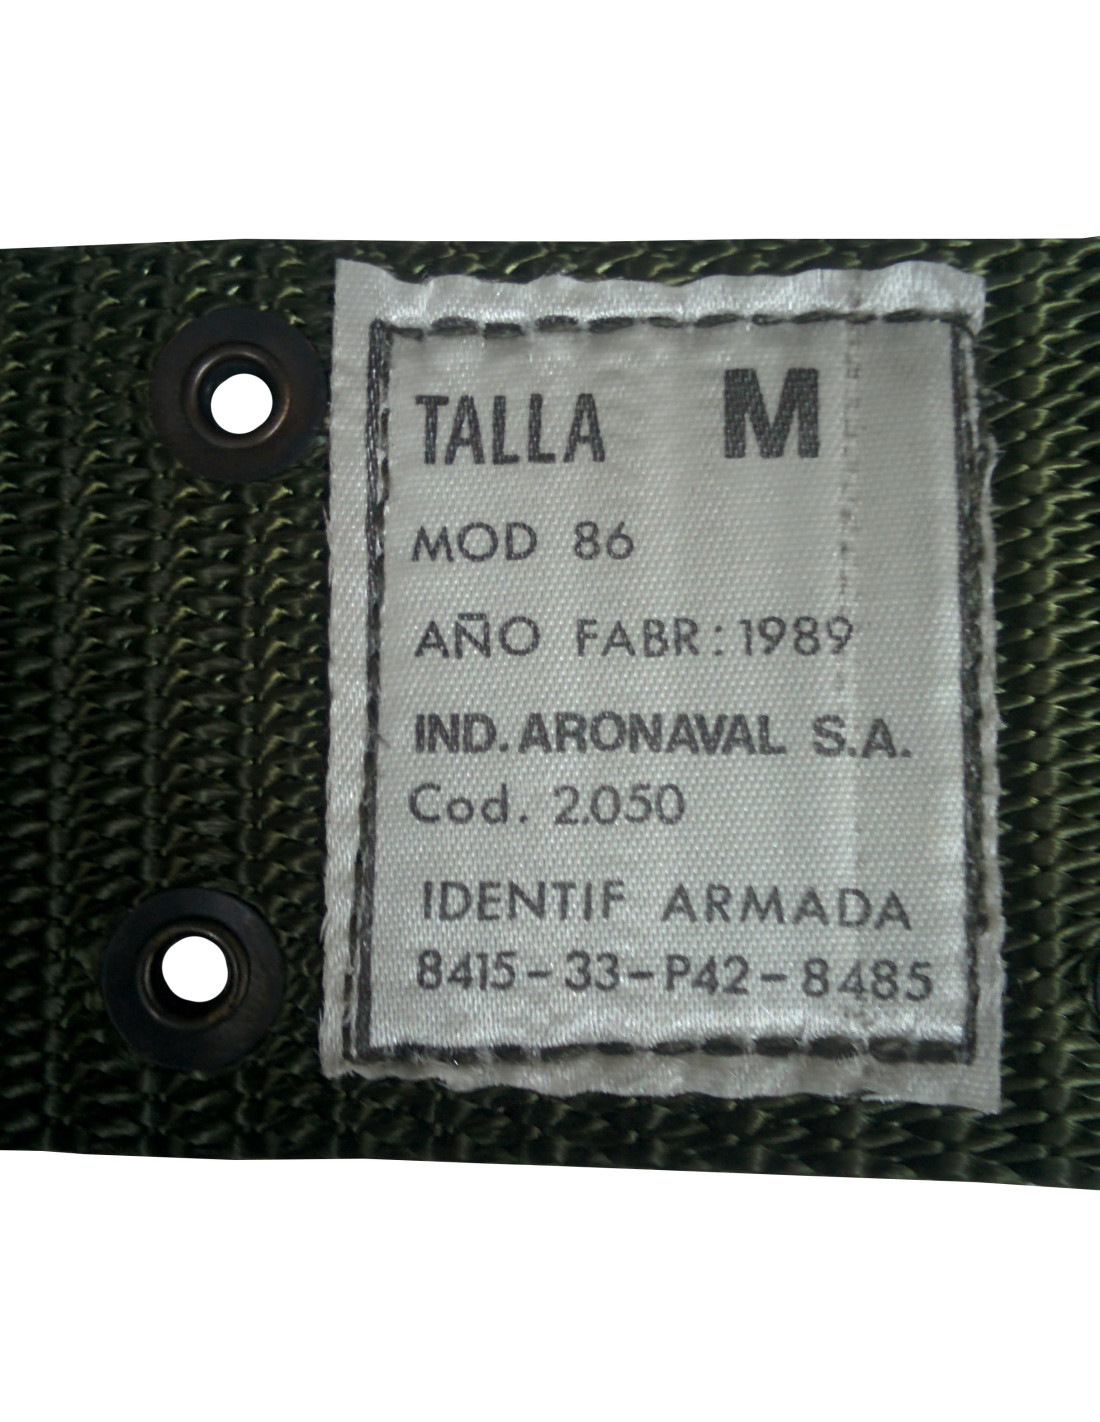 TALLA M
MOD 86
AÑO FABR: 1989
IND. ARONAVAL S.A.
Cod. 2.050
IDENTIF ARMADA
8415-33-P42-8485